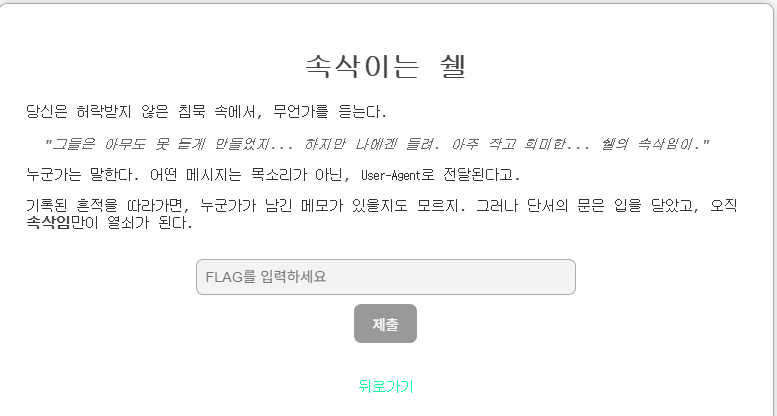 속삭이는 쉘
당신은 허락받지 않은 침묵 속에서, 무언가를 듣는다.
"그들은 아무도 못 듣게 만들었지... 하지만 나에겐 들려. 아주 작고 희미한... 쉘의 속삭임이."
누군가는 말한다. 어떤 메시지는 목소리가 아닌, User-Agent로 전달된다고.
기록된 흔적을 따라가면, 누군가가 남긴 메모가 있을지도 모르지. 그러나 단서의 문은 입을 닫았고, 오직
속삭임만이 열쇠가 된다.
FLAG를 입력하세요
제출
뒤로가기